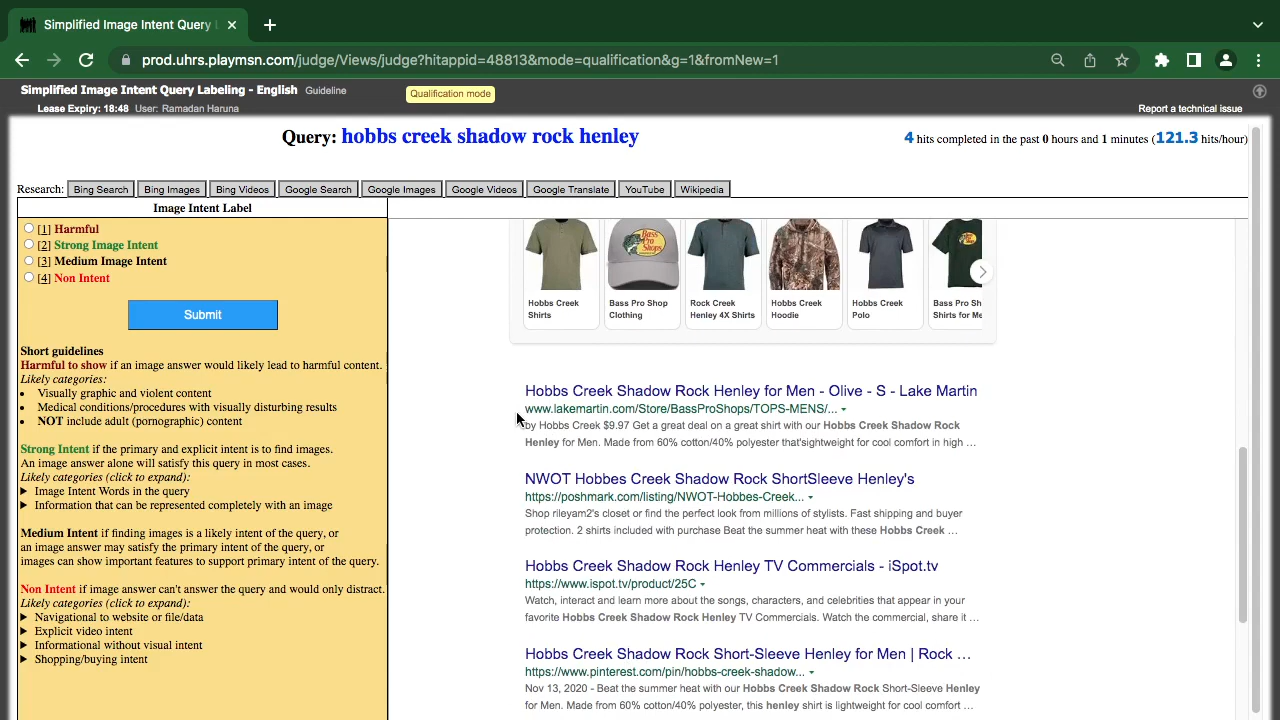 Simplified Image Intent Query
prod.uhrs.playmsn.com/judge/Views/judge?hitappid=48813&mode=qualification&g=1&fromNew=1
Simplified Image Intent Query Labeling - English Guideline Qualification mode
Lease Expiry: 18:48 User: Ramadan Haruna Report a technical issue
Query: hobbs creek shadow rock henley
4 hits completed in the past 0 hours and 1 minutes (121.3 hits/hour)
Research: Bing Search Bing Images Bing Videos Google Search Google Images Google Videos Google Translate YouTube Wikipedia
Image Intent Label
[1] Harmful
[2] Strong Image Intent
[3] Medium Image Intent
[4] Non Intent
Submit
Short guidelines
Harmful to show if an image answer would likely lead to harmful content.
Likely categories:
• Visually graphic and violent content
• Medical conditions/procedures with visually disturbing results
• NOT include adult (pornographic) content
Strong Intent if the primary and explicit intent is to find images.
An image answer alone will satisfy this query in most cases.
Likely categories (click to expand):
Image Intent Words in the query
Information that can be represented completely with an image
Medium Intent if finding images is a likely intent of the query, or
an image answer may satisfy the primary intent of the query, or
images can show important features to support primary intent of the query.
Non Intent if image answer can't answer the query and would only distract.
Likely categories (click to expand):
Navigational to website or file/data
Explicit video intent
Informational without visual intent
Shopping/buying intent
Bass Pro Shops
Hobbs Creek
Shirts
Bass Pro Shop
Clothing
Rock Creek
Henley 4X Shirts
Hobbs Creek
Hoodie
Hobbs Creek
Polo
Bass Pro Sh
Shirts for Me
Hobbs Creek Shadow Rock Henley for Men - Olive - S - Lake Martin
www.lakemartin.com/Store/BassProShops/TOPS-MENS/...
by Hobbs Creek $9.97 Get a great deal on a great shirt with our Hobbs Creek Shadow Rock
Henley for Men. Made from 60% cotton/40% polyester that'sightweight for cool comfort in high ...
NWOT Hobbes Creek Shadow Rock ShortSleeve Henley's
https://poshmark.com/listing/NWOT-Hobbes-Creek...
Shop rileyam2's closet or find the perfect look from millions of stylists. Fast shipping and buyer
protection. 2 shirts included with purchase Beat the summer heat with these Hobbs Creek ...
Hobbs Creek Shadow Rock Henley TV Commercials - iSpot.tv
https://www.ispot.tv/product/25C
Watch, interact and learn more about the songs, characters, and celebrities that appear in your
favorite Hobbs Creek Shadow Rock Henley TV Commercials. Watch the commercial, share it ...
Hobbs Creek Shadow Rock Short-Sleeve Henley for Men | Rock ...
https://www.pinterest.com/pin/hobbs-creek-shadow...
Nov 13, 2020 - Beat the summer heat with our Hobbs Creek Shadow Rock Short-Sleeve Henley
for Men. Made from 60% cotton/40% polyester, this henley shirt is lightweight for cool comfort ...